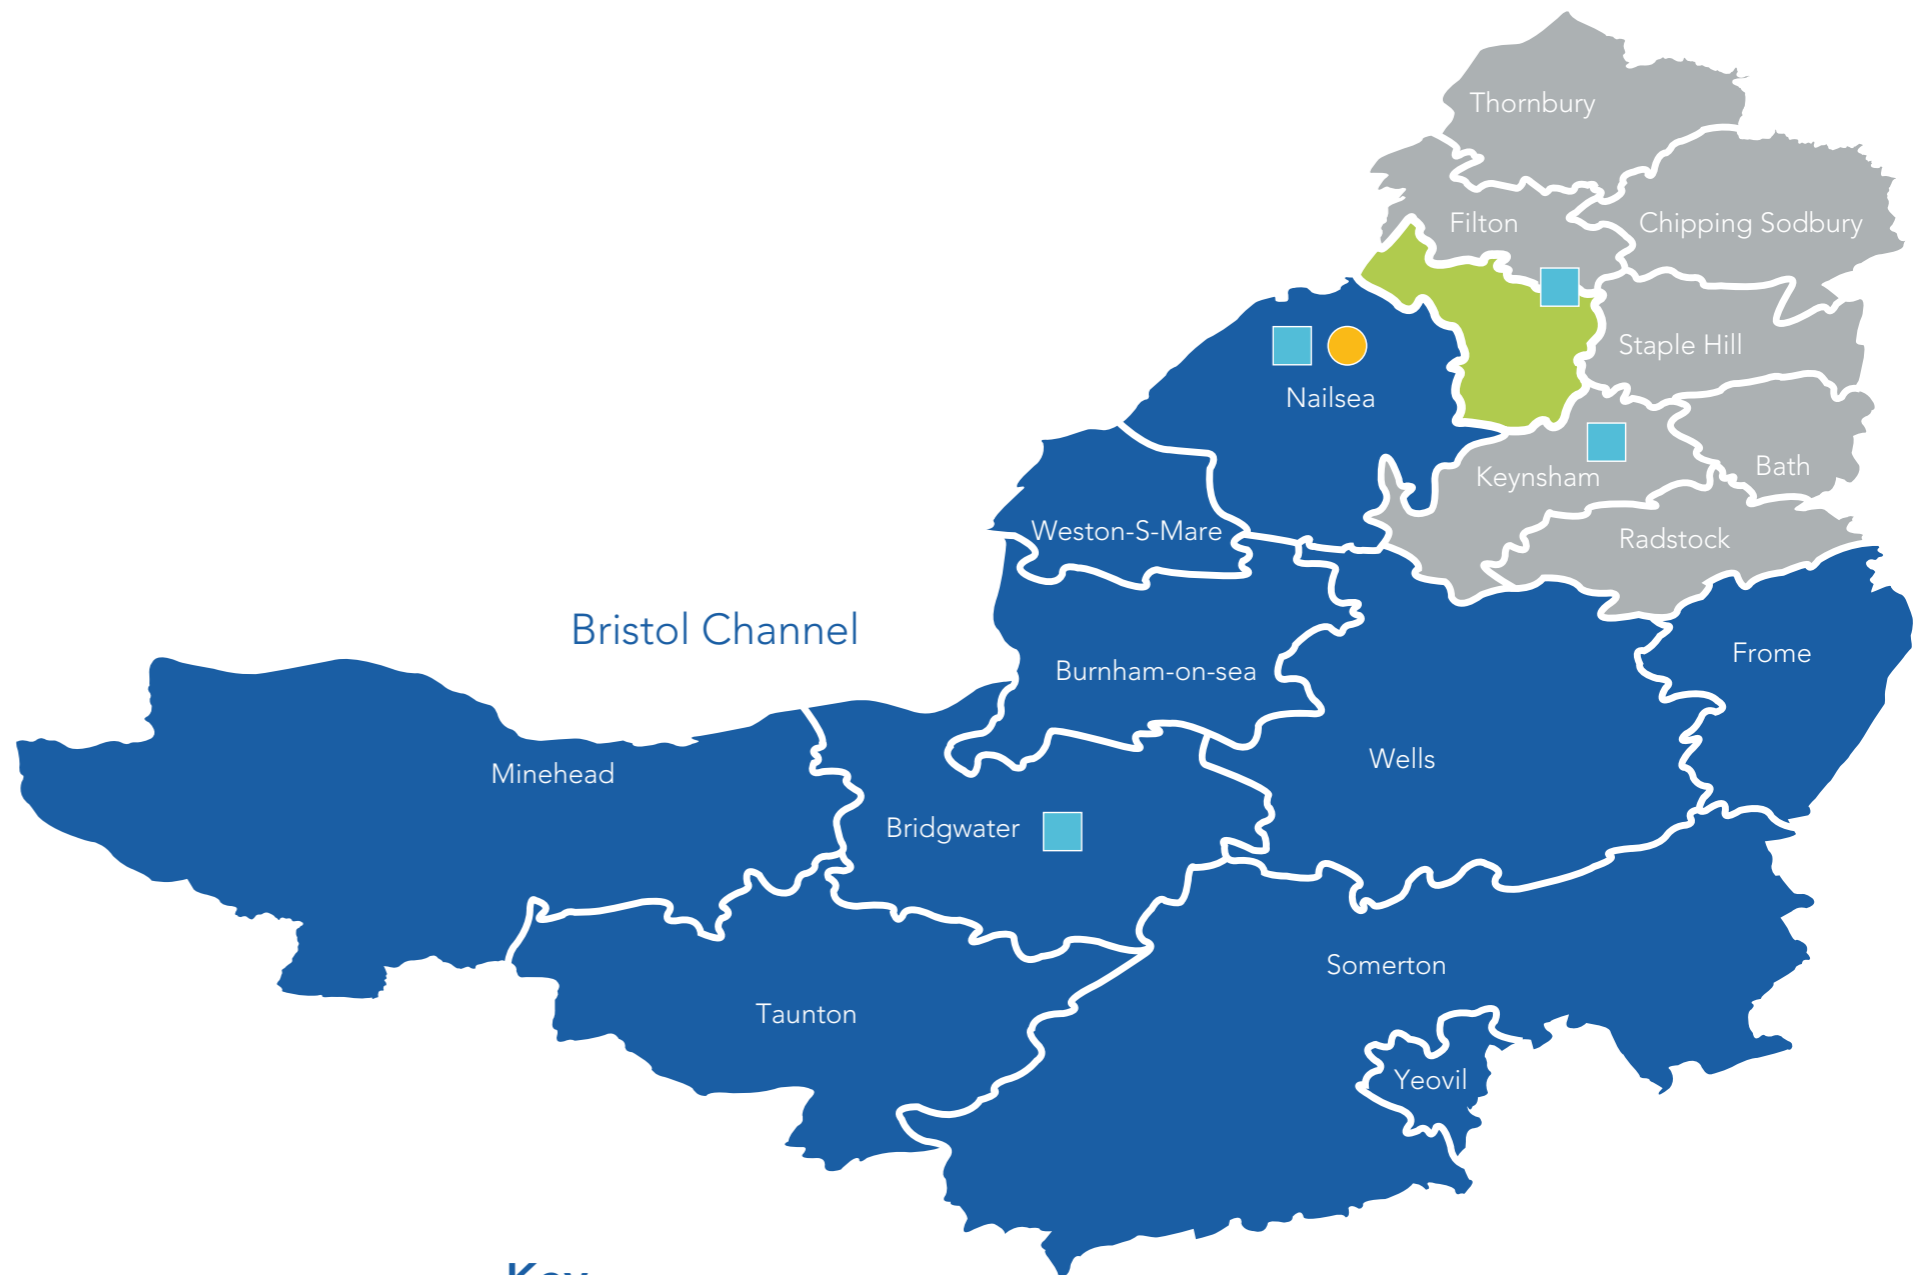 Thornbury
Filton
Chipping Sodbury
Staple Hill
Nailsea
Bath
Keynsham
Weston-S-Mare
Radstock
Bristol Channel
Frome
Burnham-on-sea
Wells
Minehead
Bridgwater
Somerton
Taunton
Yeovil
Key